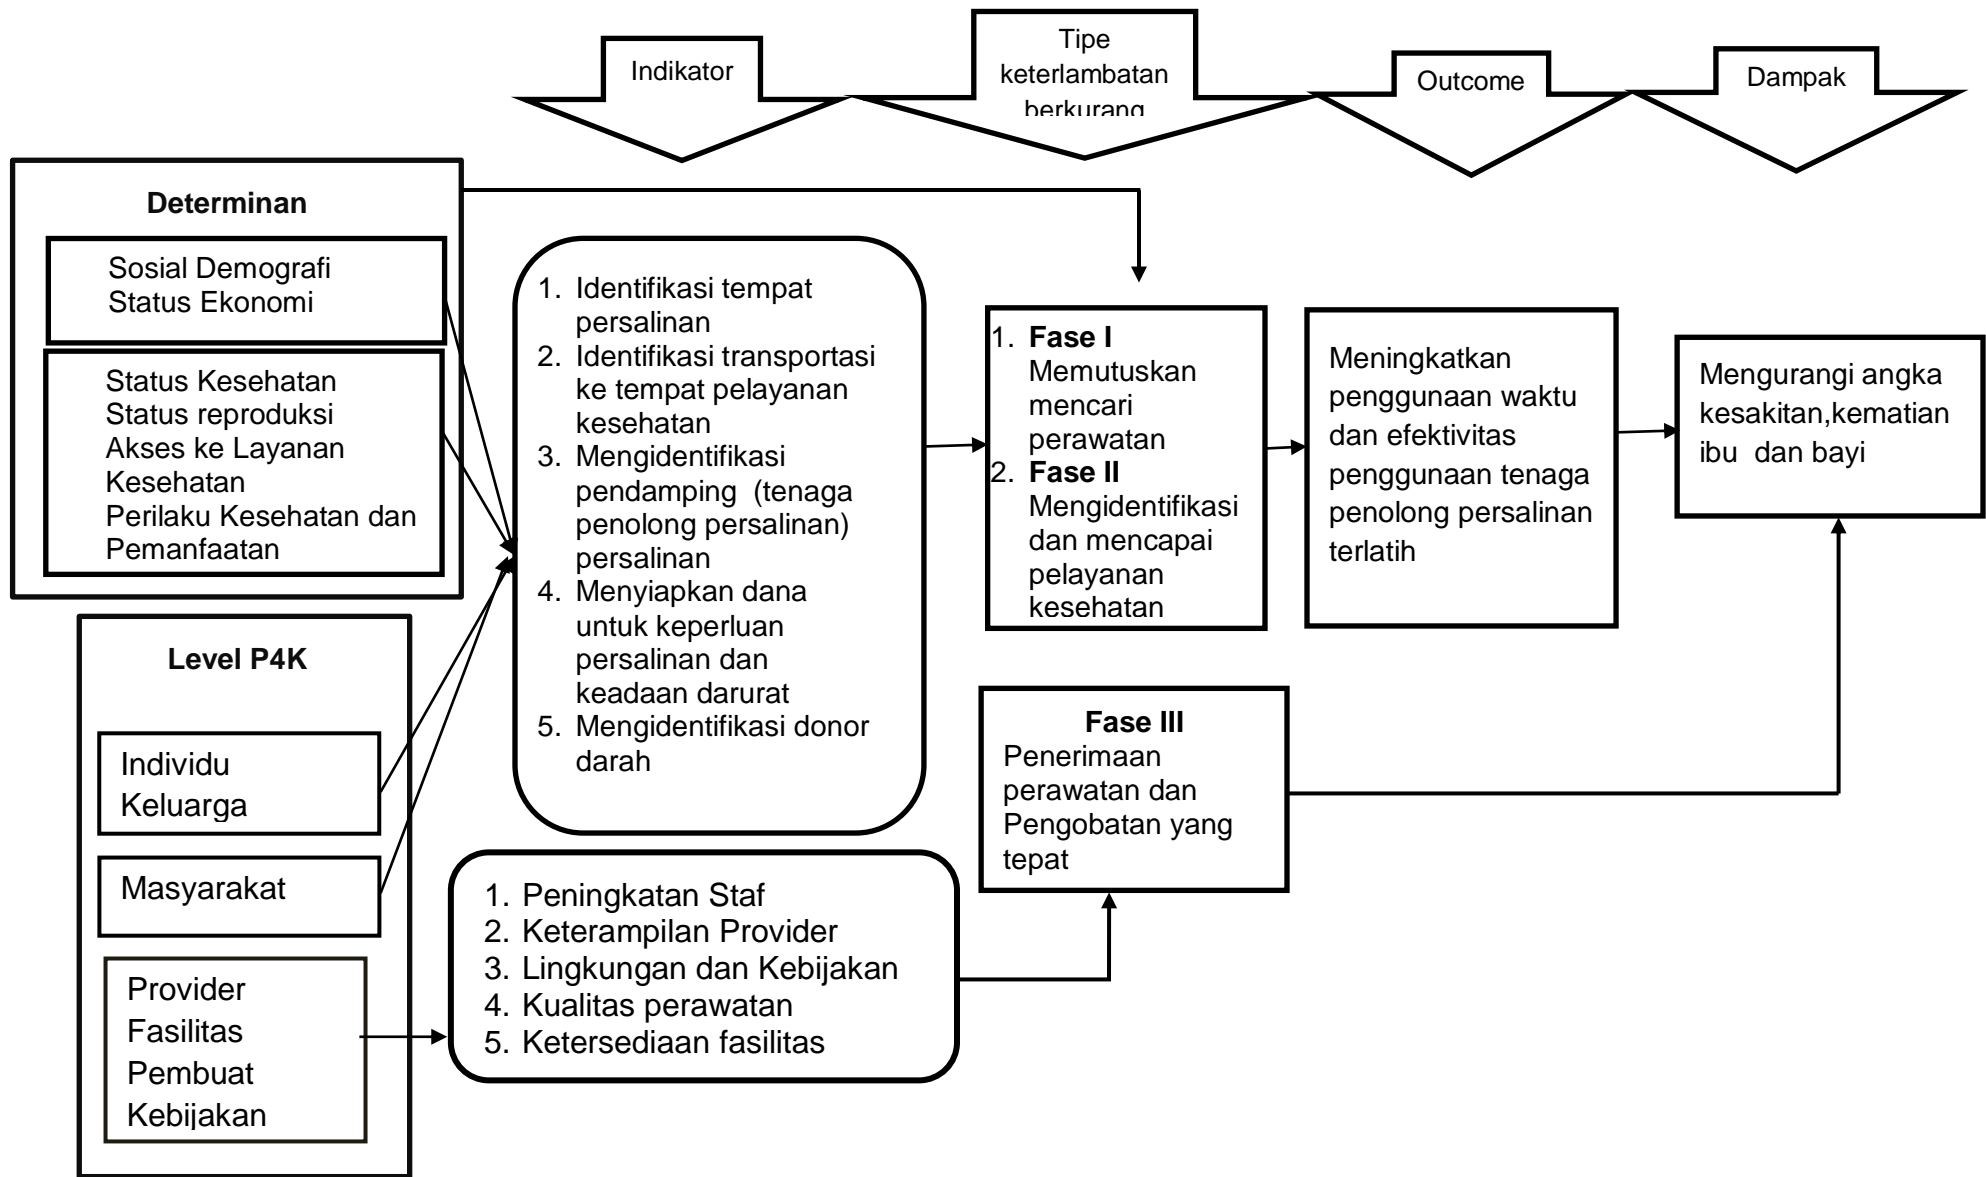 Indikator
Tipe
keterlambatan
berkurang
Outcome
Dampak
Determinan
Sosial Demografi
Status Ekonomi
Status Kesehatan
Status reproduksi
Akses ke Layanan
Kesehatan
Perilaku Kesehatan dan
Pemanfaatan
Level P4K
Individu
Keluarga
Masyarakat
Provider
Fasilitas
Pembuat
Kebijakan
1. Identifikasi tempat
persalinan
2. Identifikasi transportasi
ke tempat pelayanan
kesehatan
3. Mengidentifikasi
pendamping (tenaga
penolong persalinan)
persalinan
4. Menyiapkan dana
untuk keperluan
persalinan dan
keadaan darurat
5. Mengidentifikasi donor
darah
1. Peningkatan Staf
2. Keterampilan Provider
3. Lingkungan dan Kebijakan
4. Kualitas perawatan
5. Ketersediaan fasilitas
1. Fase I
Memutuskan
mencari
perawatan
2. Fase II
Mengidentifikasi
dan mencapai
pelayanan
kesehatan
Fase III
Penerimaan
perawatan dan
Pengobatan yang
tepat
Meningkatkan
penggunaan waktu
dan efektivitas
penggunaan tenaga
penolong persalinan
terlatih
Mengurangi angka
kesakitan,kematian
ibu dan bayi